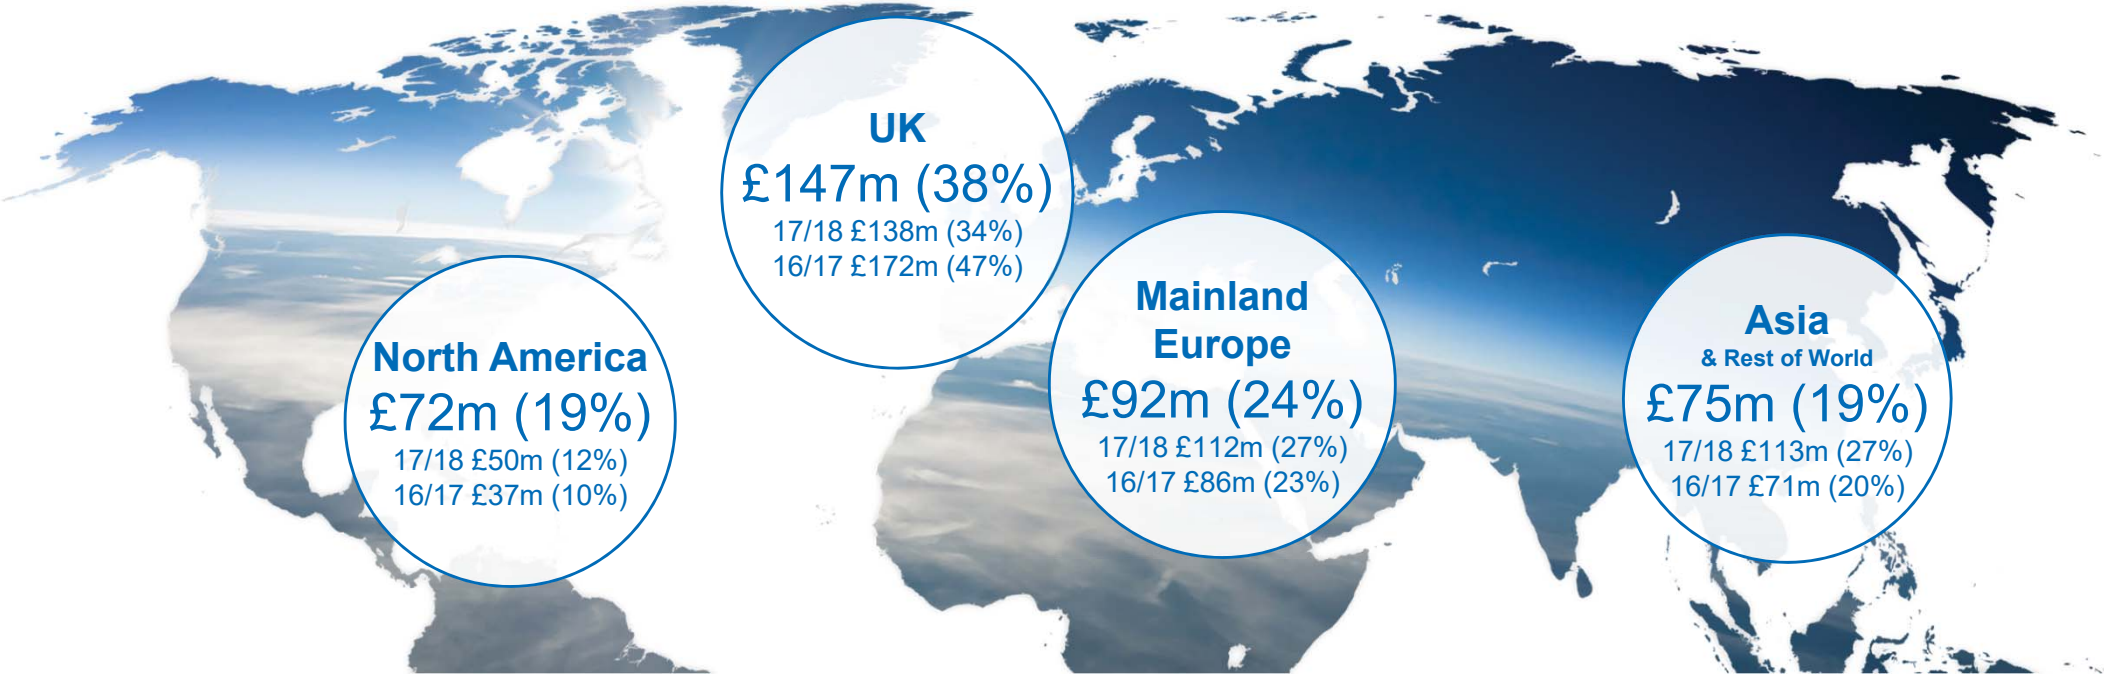 UK
£147m (38%)
17/18 £138m (34%)
16/17 £172m (47%)
North America
£72m (19%)
17/18 £50m (12%)
16/17 £37m (10%)
Mainland
Europe
£92m (24%)
17/18 £112m (27%)
16/17 £86m (23%)
Asia
& Rest of World
£75m (19%)
17/18 £113m (27%)
16/17 £71m (20%)